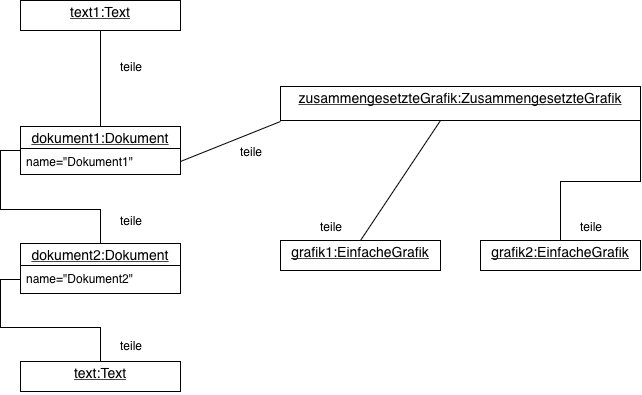 text1:Text
teile
zusammengesetzteGrafik:ZusammengesetzteGrafik
dokument1:Dokument
name="Dokument1"
teile
teile
teile
teile
dokument2:Dokument
name="Dokument2"
grafik1:EinfacheGrafik
grafik2:EinfacheGrafik
teile
text:Text